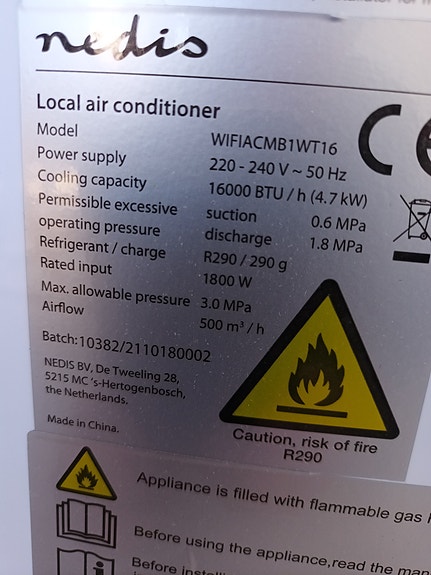 nedis
Local air conditioner
Model WIFIACMB1WT16
Power supply 220 - 240 V ~ 50 Hz
Cooling capacity 16000 BTU / h (4.7 kW)
Permissible excessive suction 0.6 MPa
operating pressure discharge 1.8 MPa
Refrigerant / charge R290 / 290 g
Rated input 1800 W
Max. allowable pressure 3.0 MPa
Airflow 500 m³ / h
Batch: 10382/2110180002
NEDIS BV, De Tweeling 28,
5215 MC 's-Hertogenbosch,
the Netherlands.
Made in China.
CE
Caution, risk of fire
R290
Appliance is filled with flammable gas
Before using the appliance,read the
Before